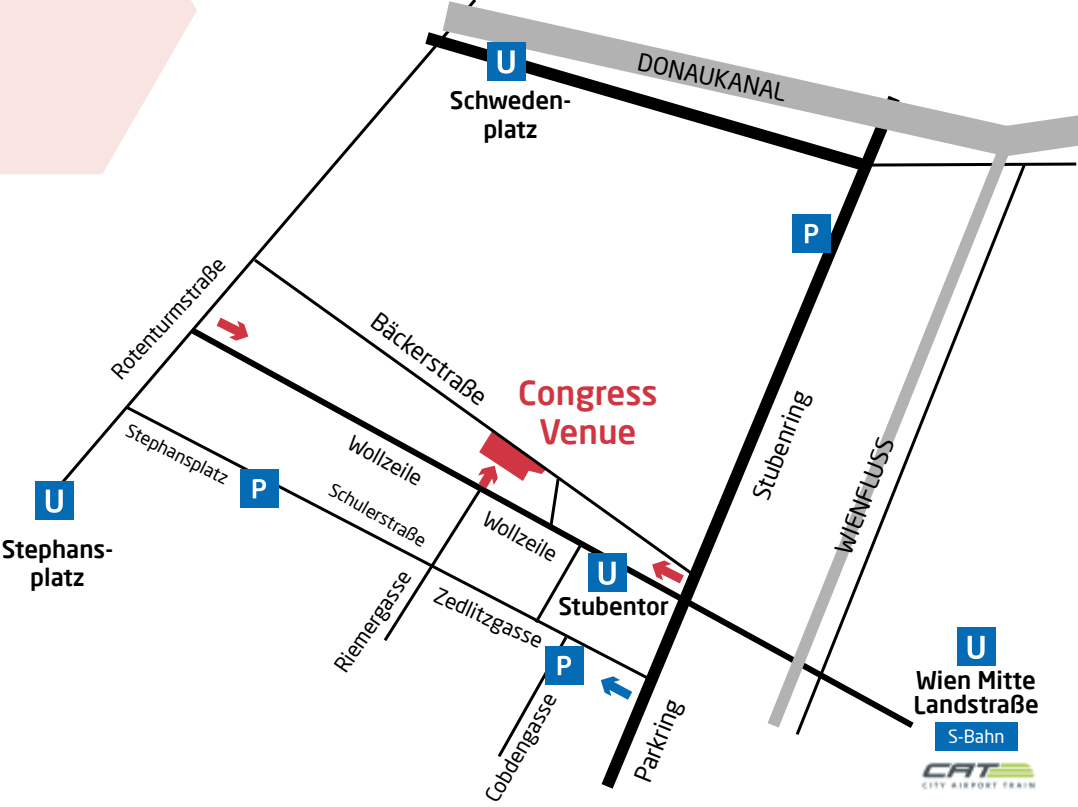 DONAUKANAL
U
Schweden-
platz
P
Rotenturmstraße
Bäckerstraße
Congress
Venue
Stubenring
WIENFLUSS
Stephansplatz
P
Wollzeile
U
Stephans-
platz
Schulerstraße
Wollzeile
U
Stubentor
Riemergasse
Zedlitzgasse
P
Cobdengasse
Parkring
U
Wien Mitte
Landstraße
S-Bahn
CAT
CITY AIRPORT TRAIN